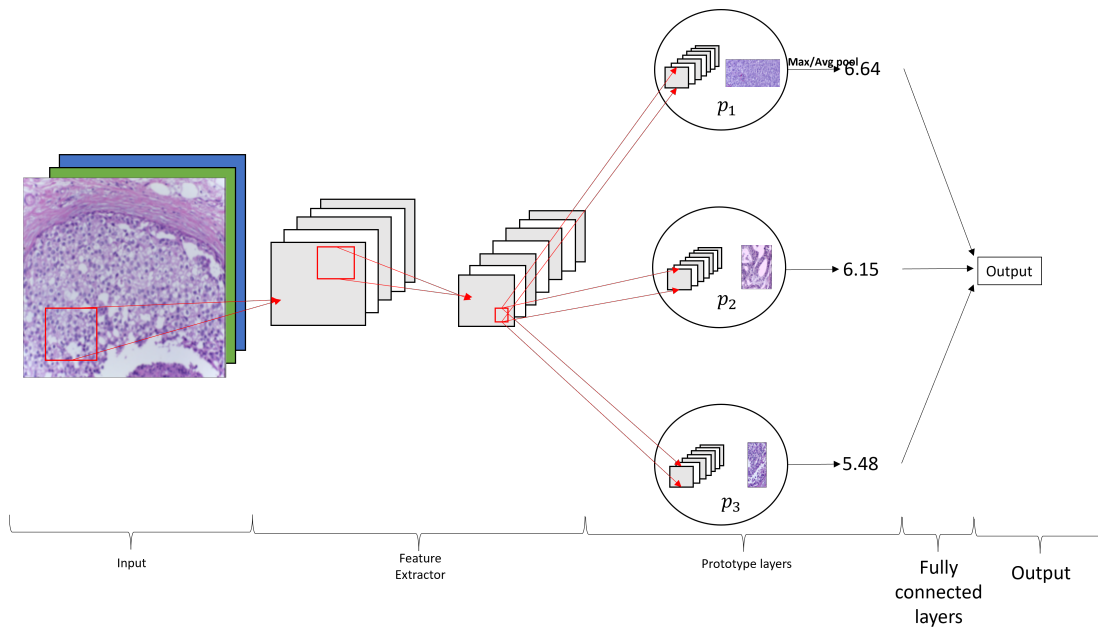 Max/Avg pool
6.64
p₁
6.15
p₂
Output
5.48
p₃
Input
Feature
Extractor
Prototype layers
Fully
connected
layers
Output